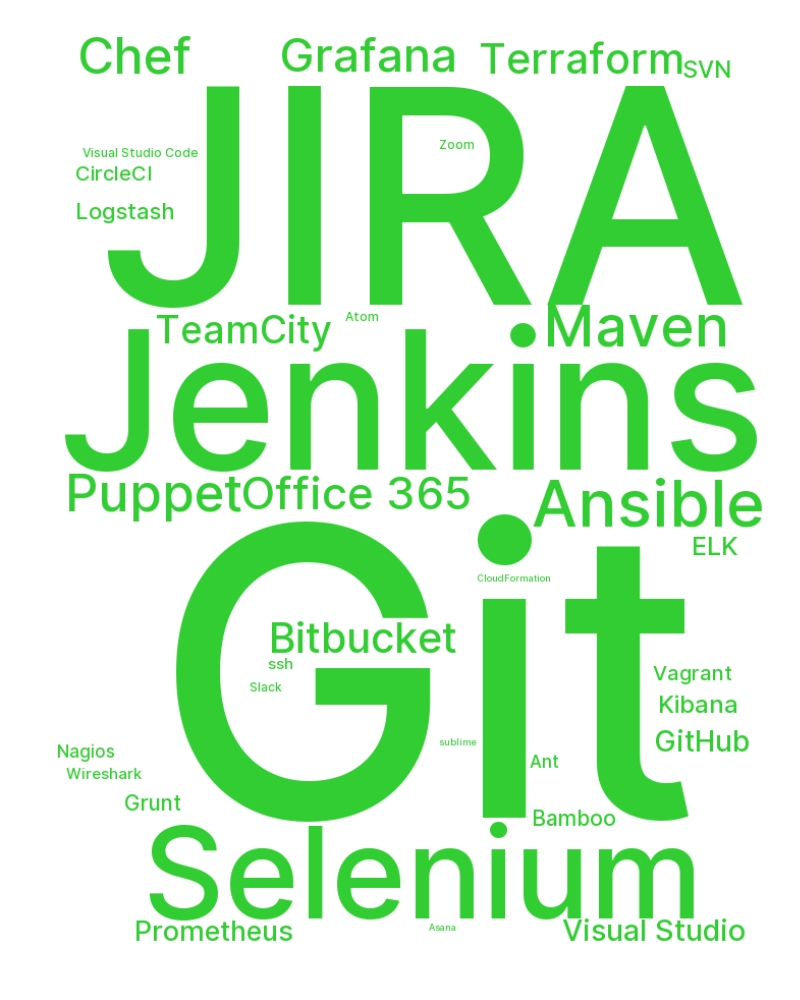 Chef Grafana Terraform SVN
JIRA
Zoom
Visual Studio Code
CircleCI
Logstash
TeamCity Atom Maven
Jenkins
Puppet Office 365 Ansible
ELK
Git
CloudFormation
Bitbucket
ssh
Slack
Vagrant
Kibana
GitHub
sublime
Nagios
Ant
Wireshark
Grunt
Bamboo
Selenium
Prometheus Asana Visual Studio